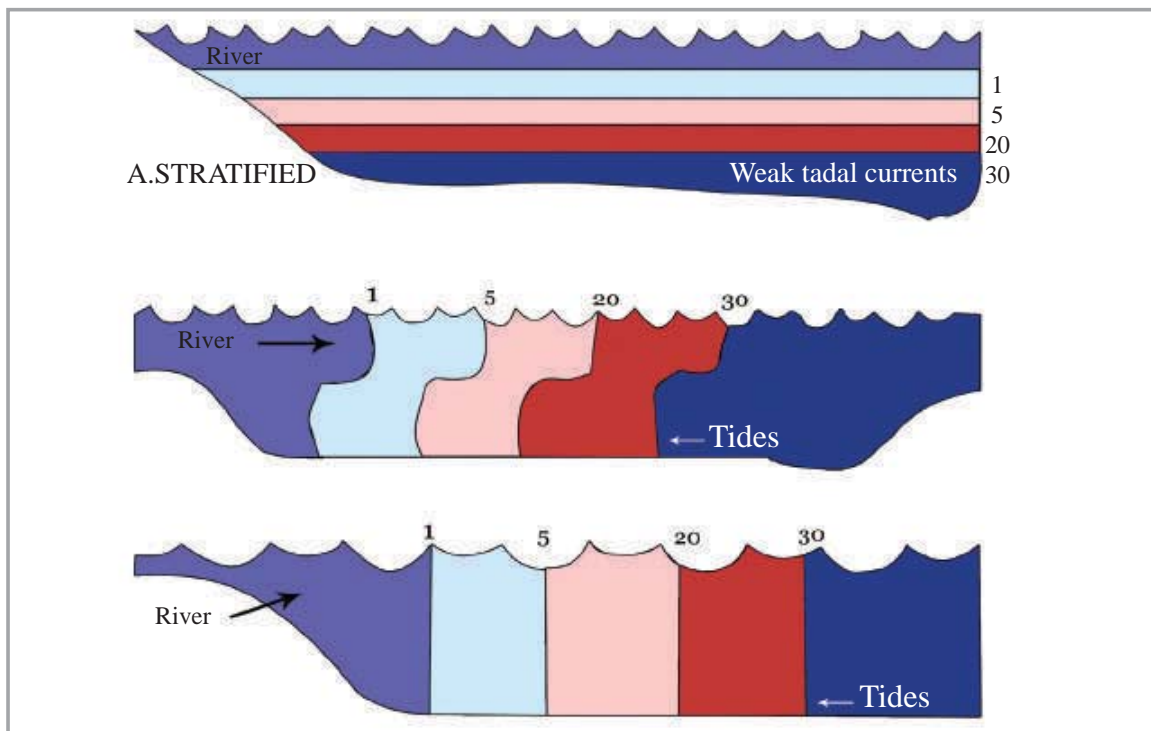 River
1
5
20
A.STRATIFIED
Weak tadal currents
30
1 5 20 30
River
Tides
1 5 20 30
River
Tides